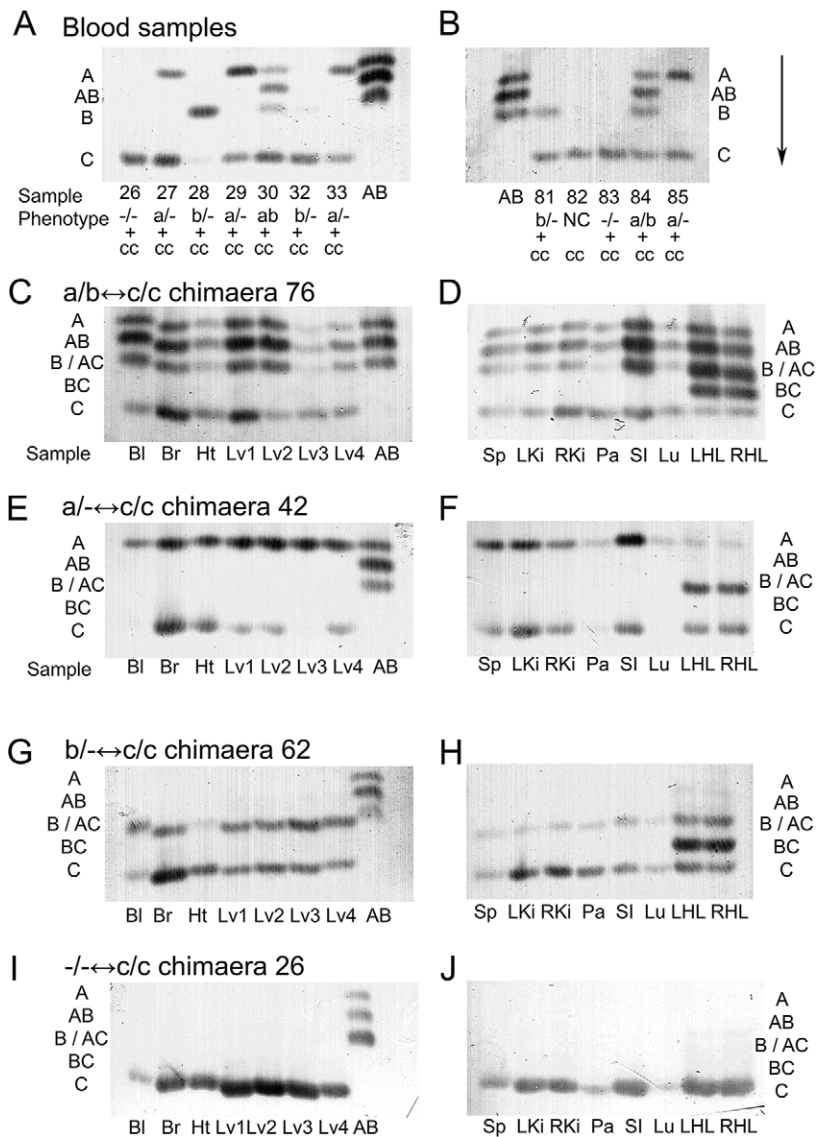 A Blood samples
A
AB
B
C
Sample 26 27 28 29 30 32 33 AB
Phenotype -/- a/- b/- a/- ab b/- a/-
+ + + + + + +
cc cc cc cc cc cc cc
B
A
AB
B
C
AB 81 82 83 84 85
b/- NC -/- a/b a/-
+ + + +
cc cc cc cc cc
C a/b↔c/c chimaera 76
A
AB
B / AC
BC
C
Sample Bl Br Ht Lv1 Lv2 Lv3 Lv4 AB
D
A
AB
B / AC
BC
C
Sp LKi RKi Pa SI Lu LHL RHL
E a/-↔c/c chimaera 42
A
AB
B / AC
BC
C
Sample Bl Br Ht Lv1 Lv2 Lv3 Lv4 AB
F
A
AB
B / AC
BC
C
Sp LKi RKi Pa SI Lu LHL RHL
G b/-↔c/c chimaera 62
A
AB
B / AC
BC
C
Bl Br Ht Lv1 Lv2 Lv3 Lv4 AB
H
A
AB
B / AC
BC
C
Sp LKi RKi Pa SI Lu LHL RHL
I -/-↔c/c chimaera 26
A
AB
B / AC
BC
C
Bl Br Ht Lv1 Lv2 Lv3 Lv4 AB
J
A
AB
B / AC
BC
C
Sp LKi RKi Pa SI Lu LHL RHL